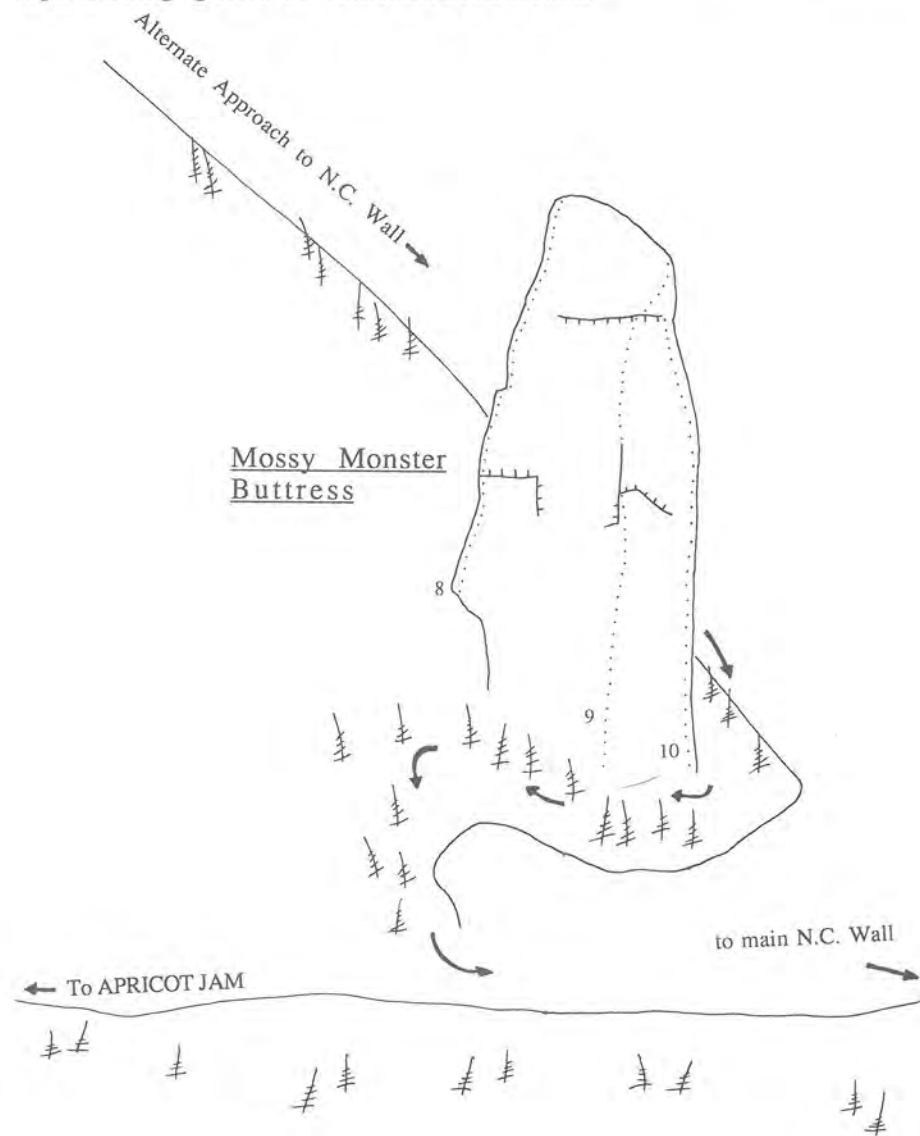 Alternate Approach to N.C. Wall
Mossy Monster
Buttress
8
9
10
to main N.C. Wall
To APRICOT JAM